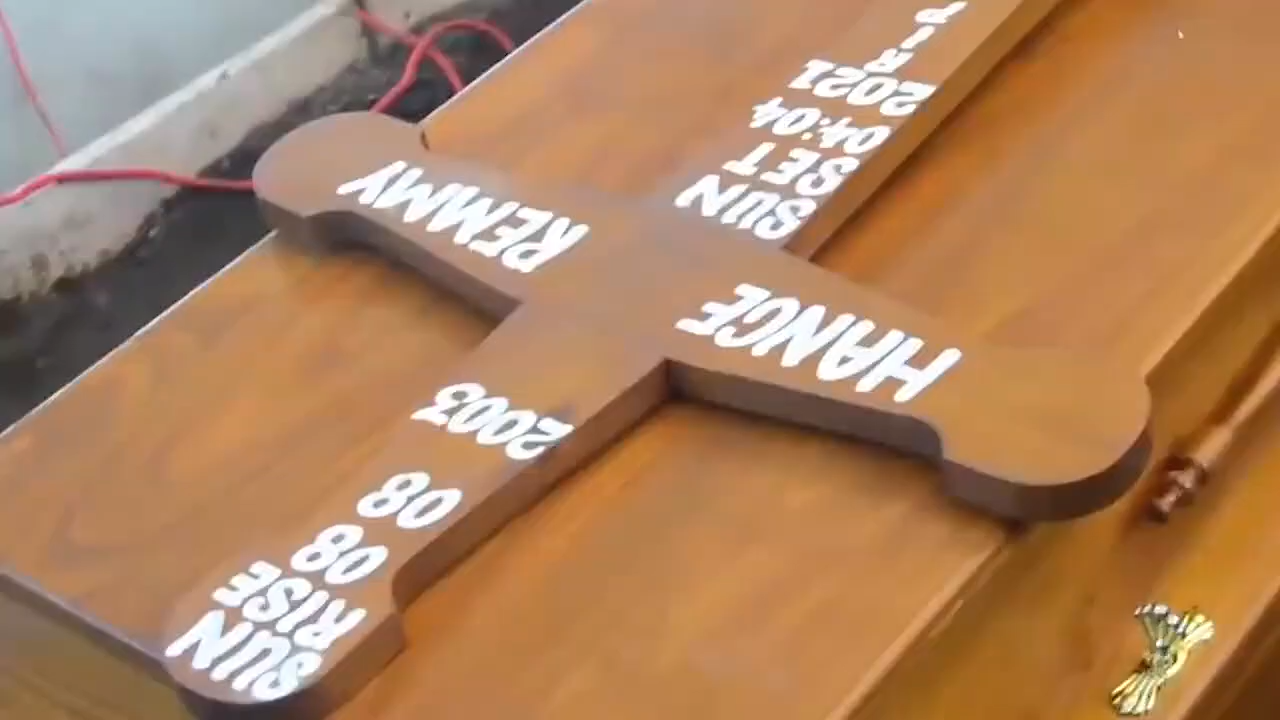 SUN
RISE
08
08
2003
HANCE REMMY
SUN
SET
04:04
2021
R
I
P